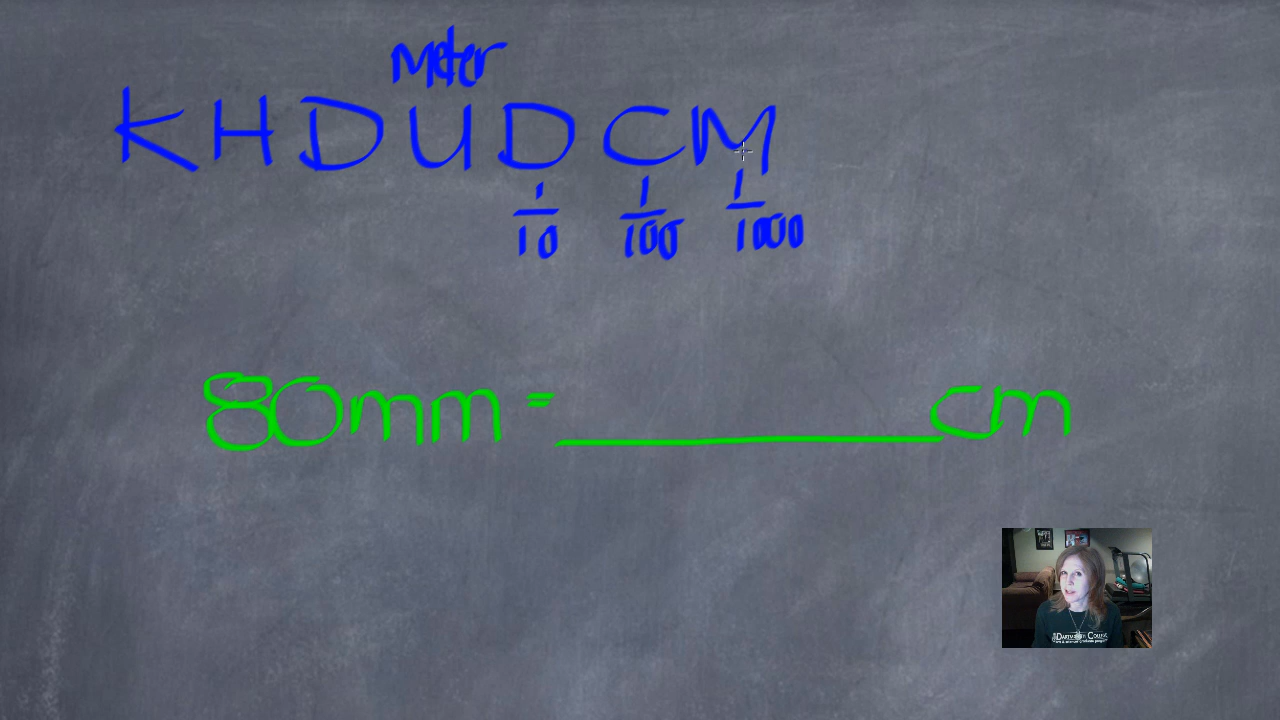 Meter
K H D U D C M
1/10 1/100 1/1000
80mm = ________ cm